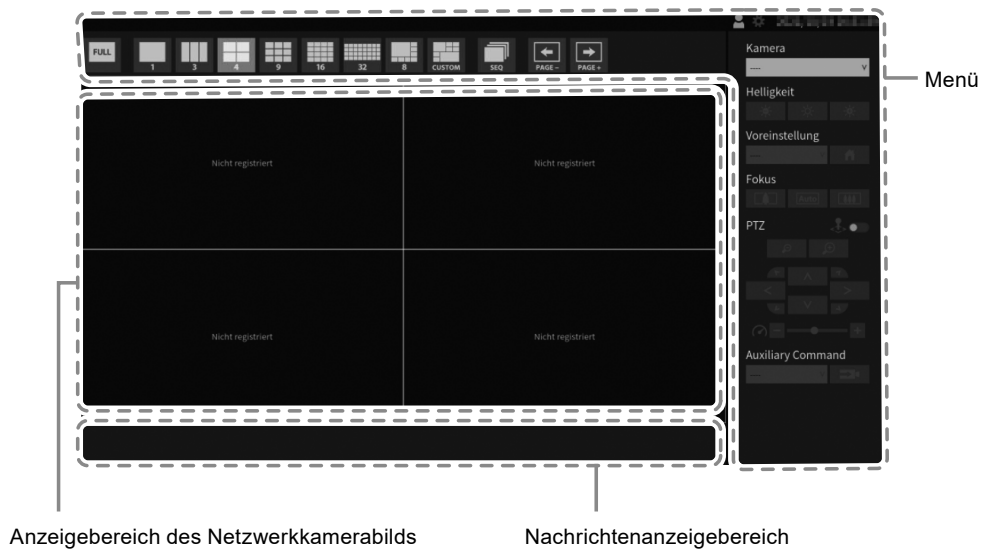 FULL
1
3
4
9
16
32
8
CUSTOM
SEQ
PAGE −
PAGE +
Kamera
---- v
Menü
Helligkeit
Voreinstellung
----
Fokus
Auto
PTZ
Auxiliary Command
----
Nicht registriert
Nicht registriert
Nicht registriert
Nicht registriert
Anzeigebereich des Netzwerkkamerabilds
Nachrichtenanzeigebereich